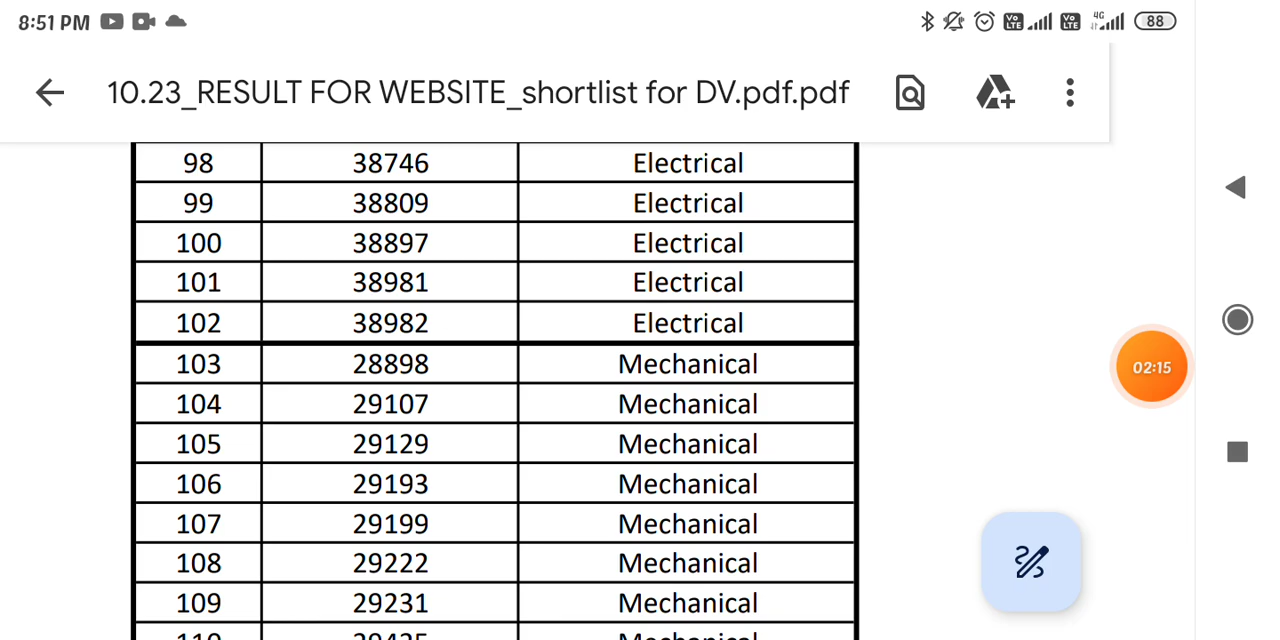 8:51 PM 4G 88
10.23_RESULT FOR WEBSITE_shortlist for DV.pdf.pdf
98 38746 Electrical
99 38809 Electrical
100 38897 Electrical
101 38981 Electrical
102 38982 Electrical
103 28898 Mechanical
104 29107 Mechanical
105 29129 Mechanical
106 29193 Mechanical
107 29199 Mechanical
108 29222 Mechanical
109 29231 Mechanical
02:15